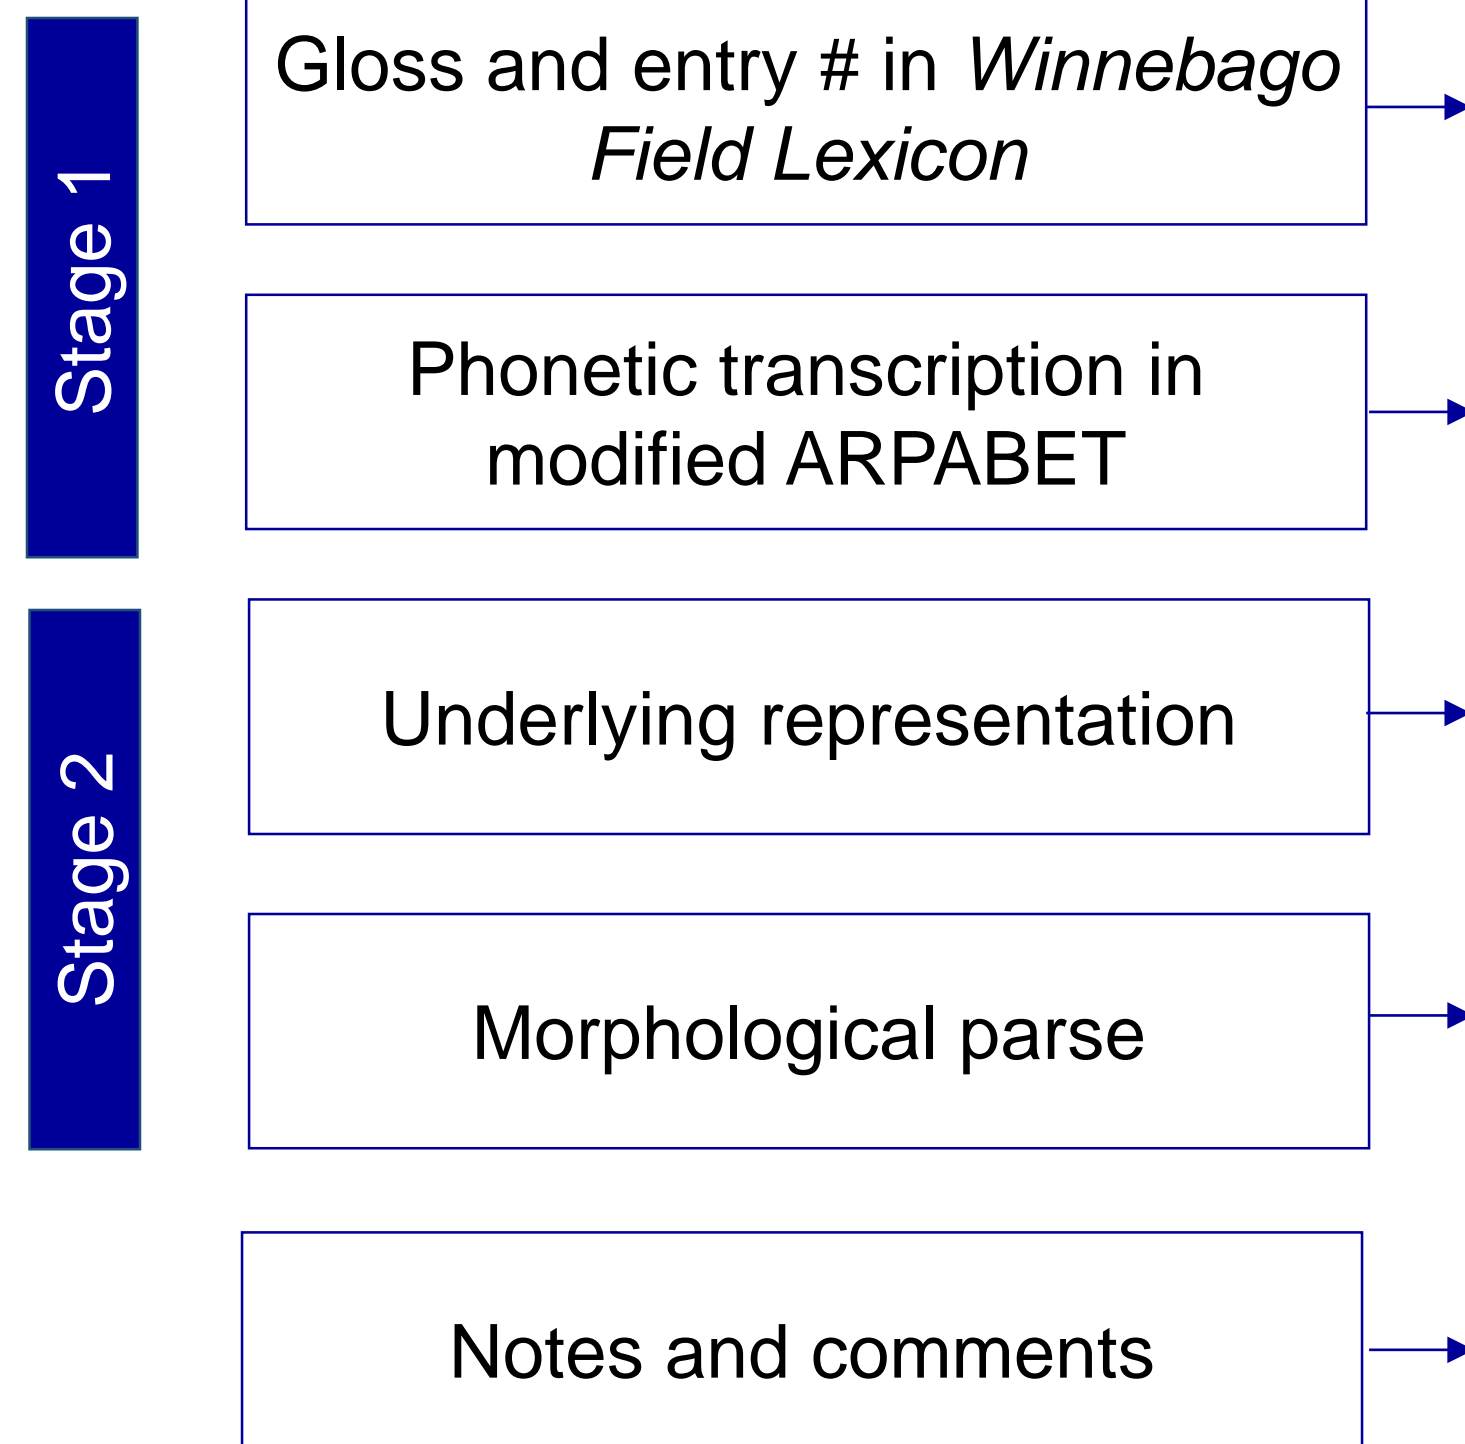 Stage 1
Gloss and entry # in Winnebago
Field Lexicon
Phonetic transcription in
modified ARPABET
Stage 2
Underlying representation
Morphological parse
Notes and comments